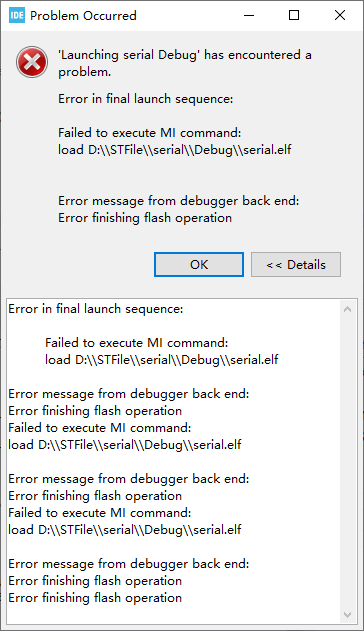 IDE Problem Occurred
'Launching serial Debug' has encountered a
problem.
Error in final launch sequence:
Failed to execute MI command:
load D:\\STFile\\serial\\Debug\\serial.elf
Error message from debugger back end:
Error finishing flash operation
OK
<< Details
Error in final launch sequence:
Failed to execute MI command:
load D:\\STFile\\serial\\Debug\\serial.elf
Error message from debugger back end:
Error finishing flash operation
Failed to execute MI command:
load D:\\STFile\\serial\\Debug\\serial.elf
Error message from debugger back end:
Error finishing flash operation
Failed to execute MI command:
load D:\\STFile\\serial\\Debug\\serial.elf
Error message from debugger back end:
Error finishing flash operation
Error finishing flash operation